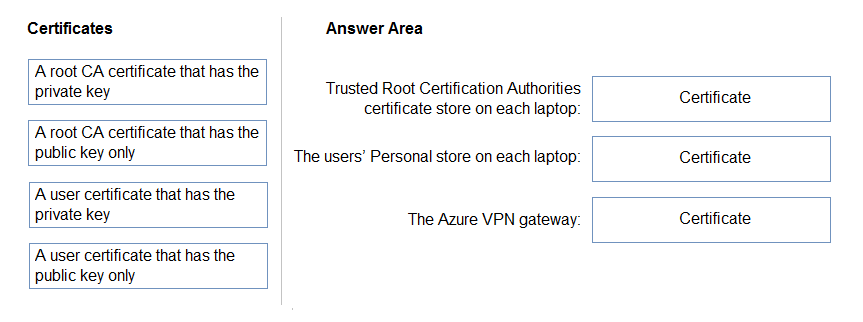 Certificates
A root CA certificate that has the
private key
A root CA certificate that has the
public key only
A user certificate that has the
private key
A user certificate that has the
public key only
Answer Area
Trusted Root Certification Authorities
certificate store on each laptop:
Certificate
The users’ Personal store on each laptop:
Certificate
The Azure VPN gateway:
Certificate